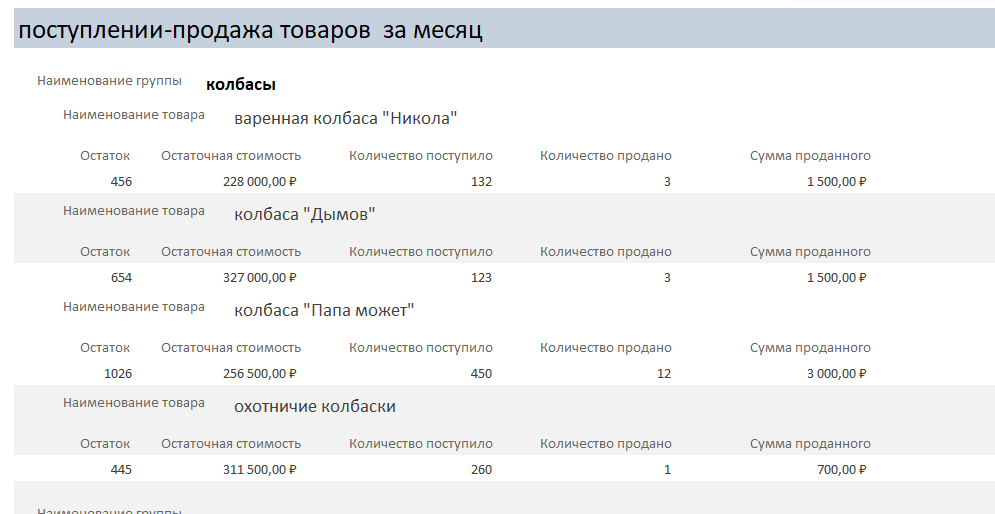 поступлении-продажа товаров за месяц
Наименование группы колбасы
Наименование товара варенная колбаса "Никола"
Остаток Остаточная стоимость Количество поступило Количество продано Сумма проданного
456 228 000,00 ₽ 132 3 1 500,00 ₽
Наименование товара колбаса "Дымов"
Остаток Остаточная стоимость Количество поступило Количество продано Сумма проданного
654 327 000,00 ₽ 123 3 1 500,00 ₽
Наименование товара колбаса "Папа может"
Остаток Остаточная стоимость Количество поступило Количество продано Сумма проданного
1026 256 500,00 ₽ 450 12 3 000,00 ₽
Наименование товара охотничие колбаски
Остаток Остаточная стоимость Количество поступило Количество продано Сумма проданного
445 311 500,00 ₽ 260 1 700,00 ₽
Наименование группы